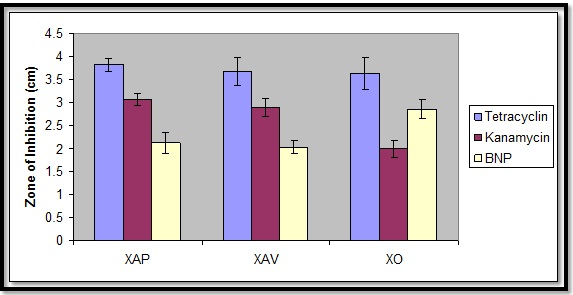 Zone of Inhibition (cm)
4.5
4
3.5
3
2.5
2
1.5
1
0.5
0
XAP
XAV
XO
Tetracyclin
Kanamycin
BNP